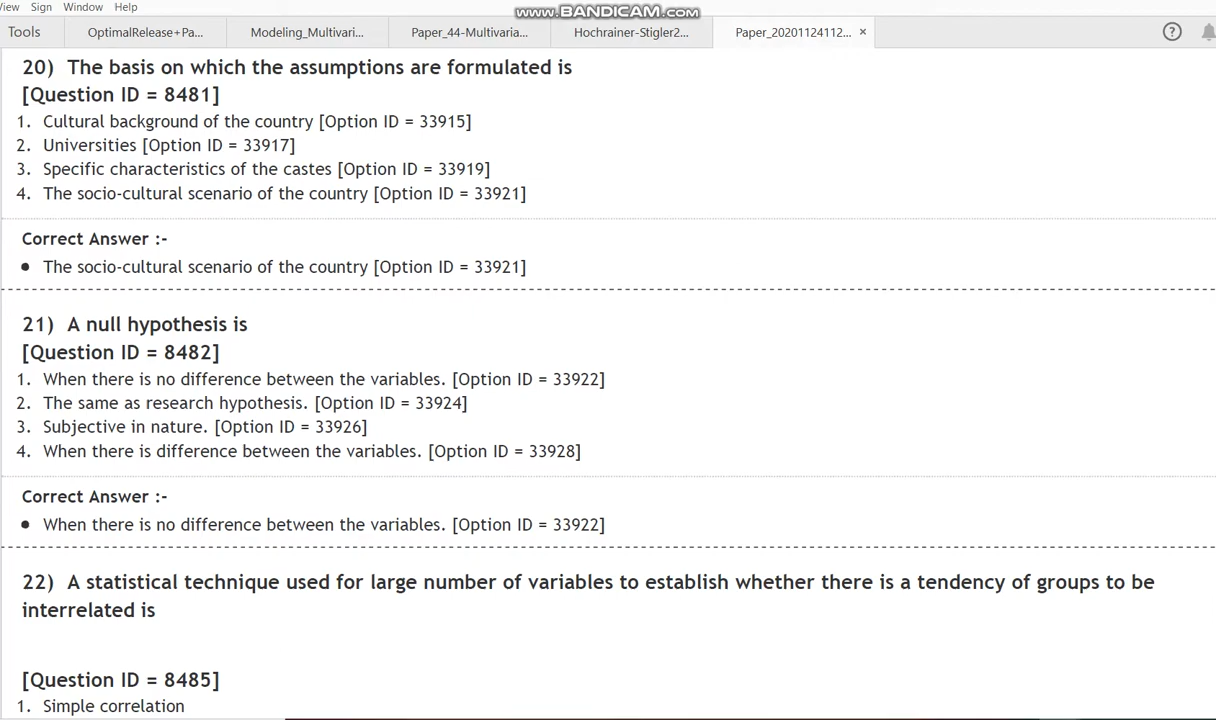 View Sign Window Help
www.BANDICAM.com
Tools OptimalRelease+Pa... Modeling_Multivari... Paper_44-Multivaria... Hochrainer-Stigler2... Paper_20201124112... × ?
20) The basis on which the assumptions are formulated is
[Question ID = 8481]
1. Cultural background of the country [Option ID = 33915]
2. Universities [Option ID = 33917]
3. Specific characteristics of the castes [Option ID = 33919]
4. The socio-cultural scenario of the country [Option ID = 33921]
Correct Answer :-
• The socio-cultural scenario of the country [Option ID = 33921]
21) A null hypothesis is
[Question ID = 8482]
1. When there is no difference between the variables. [Option ID = 33922]
2. The same as research hypothesis. [Option ID = 33924]
3. Subjective in nature. [Option ID = 33926]
4. When there is difference between the variables. [Option ID = 33928]
Correct Answer :-
• When there is no difference between the variables. [Option ID = 33922]
22) A statistical technique used for large number of variables to establish whether there is a tendency of groups to be
interrelated is
[Question ID = 8485]
1. Simple correlation